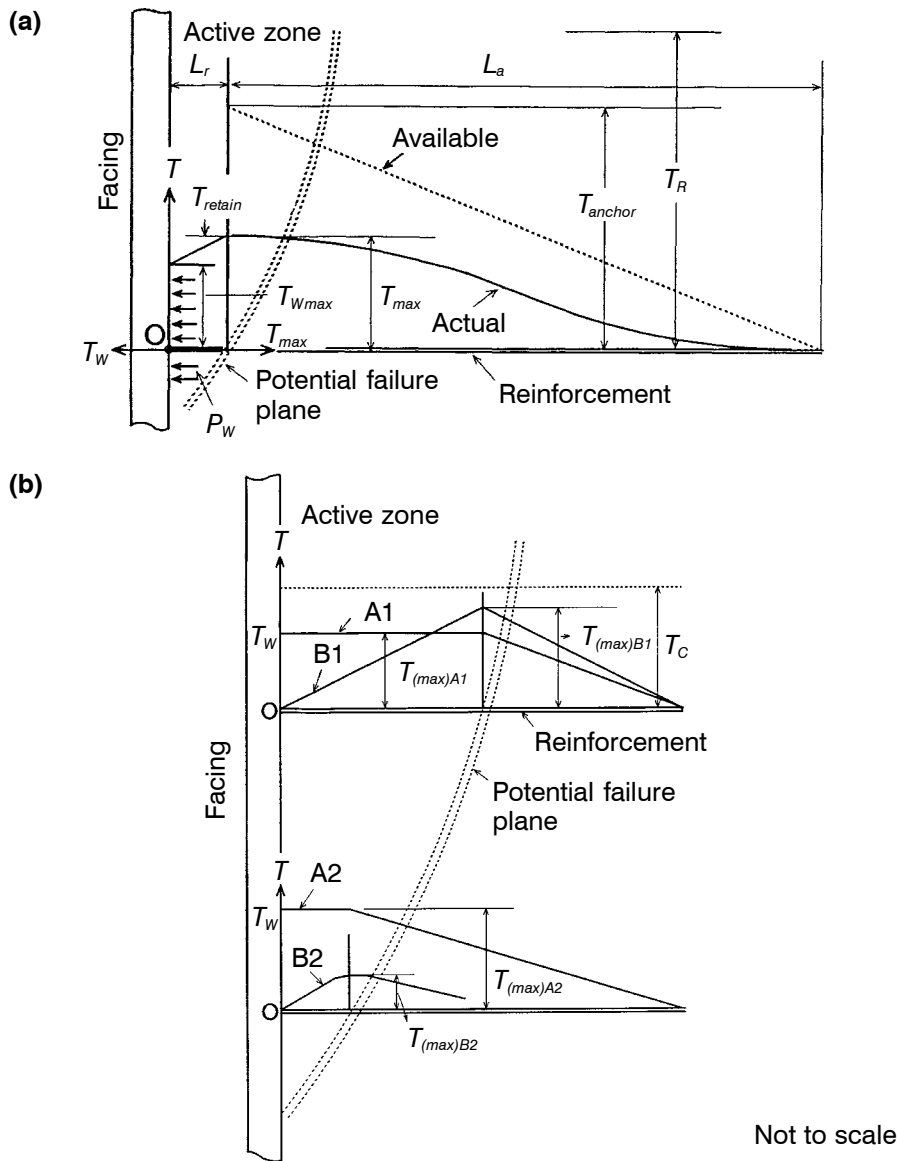 (a)
Active zone
L_r
L_a
Facing
T
Available
T_retain
T_R
T_anchor
T_Wmax
T_max
Actual
O
T_max
T_W
Potential failure
plane
Reinforcement
P_W
(b)
Active zone
T
A1
T_W
B1
T_(max)A1
T_(max)B1
T_C
O
Reinforcement
Facing
Potential failure
plane
T
A2
T_W
B2
T_(max)A2
O
T_(max)B2
Not to scale